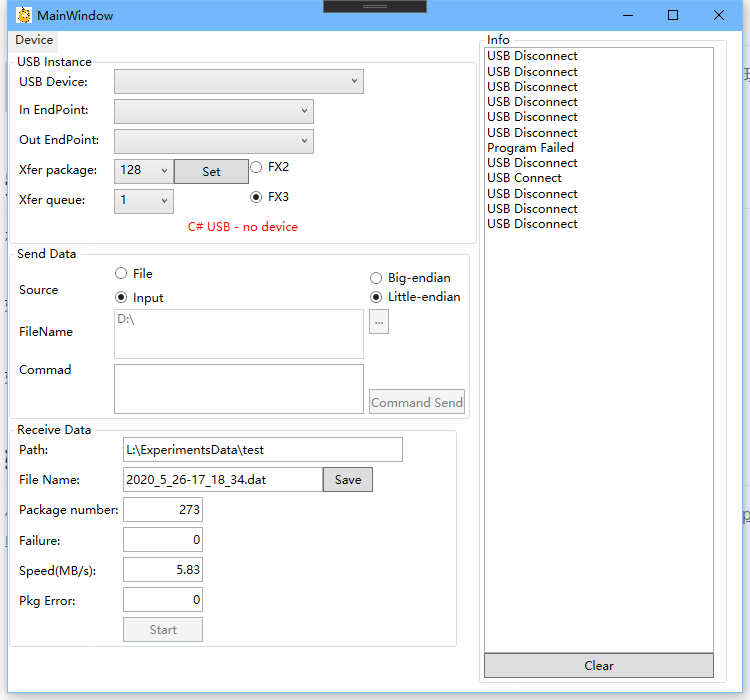 MainWindow
Device
USB Instance
USB Device:
In EndPoint:
Out EndPoint:
Xfer package: 128 Set FX2
Xfer queue: 1 FX3
C# USB - no device
Send Data
Source File
Input
Big-endian
Little-endian
FileName D:\ ...
Commad
Command Send
Receive Data
Path: L:\ExperimentsData\test
File Name: 2020_5_26-17_18_34.dat Save
Package number: 273
Failure: 0
Speed(MB/s): 5.83
Pkg Error: 0
Start
Info
USB Disconnect
USB Disconnect
USB Disconnect
USB Disconnect
USB Disconnect
USB Disconnect
Program Failed
USB Disconnect
USB Connect
USB Disconnect
USB Disconnect
USB Disconnect
Clear